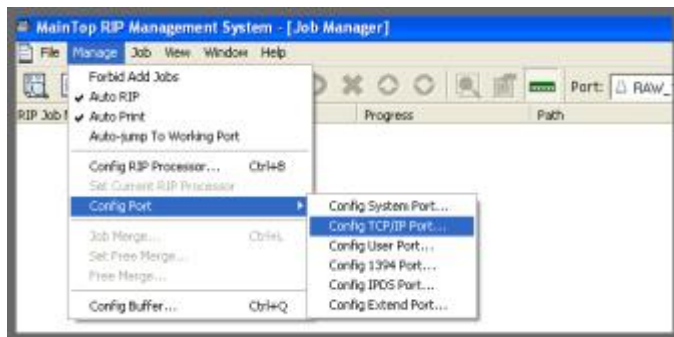 MainTop RIP Management System - [Job Manager]
File Manage Job View Window Help
Port: RAW_
RIP Job Progress Path
Forbid Add Jobs
Auto RIP
Auto Print
Auto-jump To Working Port
Config RIP Processor... Ctrl+B
Set Current RIP Processor
Config Port
Job Merge... Ctrl+L
Set Free Merge...
Free Merge...
Config Buffer... Ctrl+Q
Config System Port...
Config TCP/IP Port...
Config User Port...
Config 1394 Port...
Config IPDS Port...
Config Extend Port...